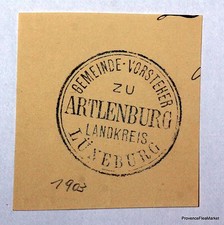 GEMEINDE-VORSTEHER
ZU
ARTLENBURG
LANDKREIS
LÜNEBURG
1903
ProvenceFleaMarket